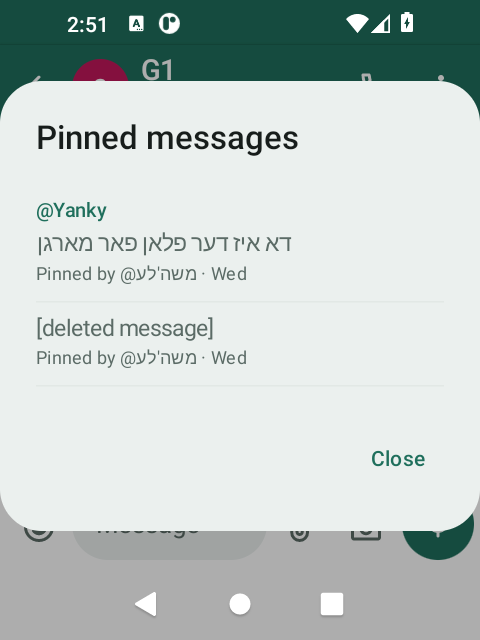 2:51
G1
Pinned messages
@Yanky
דא איז דער פלאן פאר מארגן
Pinned by @משה'לע · Wed
[deleted message]
Pinned by @משה'לע · Wed
Close
Message